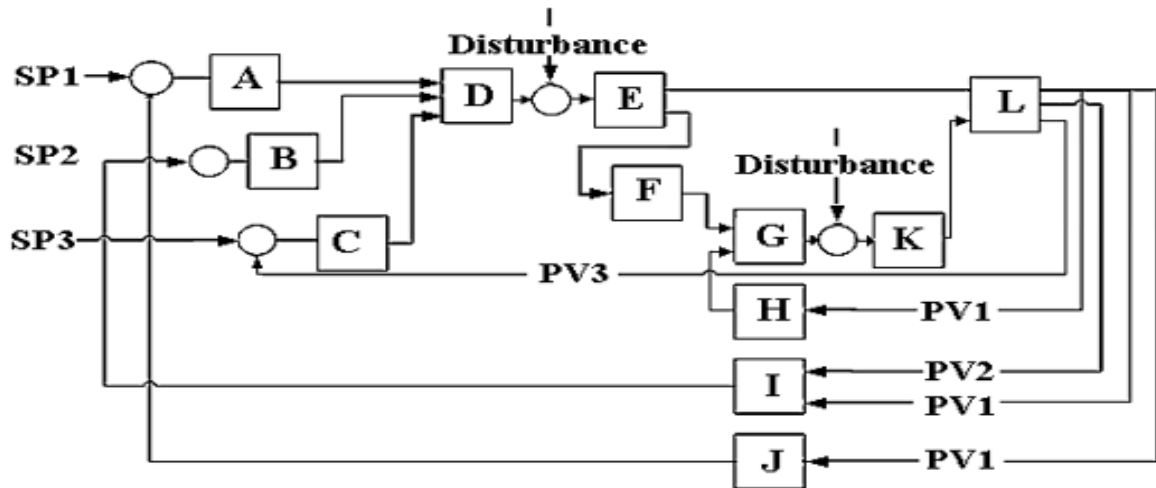 Disturbance
SP1 A D E L
SP2 B Disturbance
F
SP3 C G K
PV3
H PV1
I PV2
PV1
J PV1